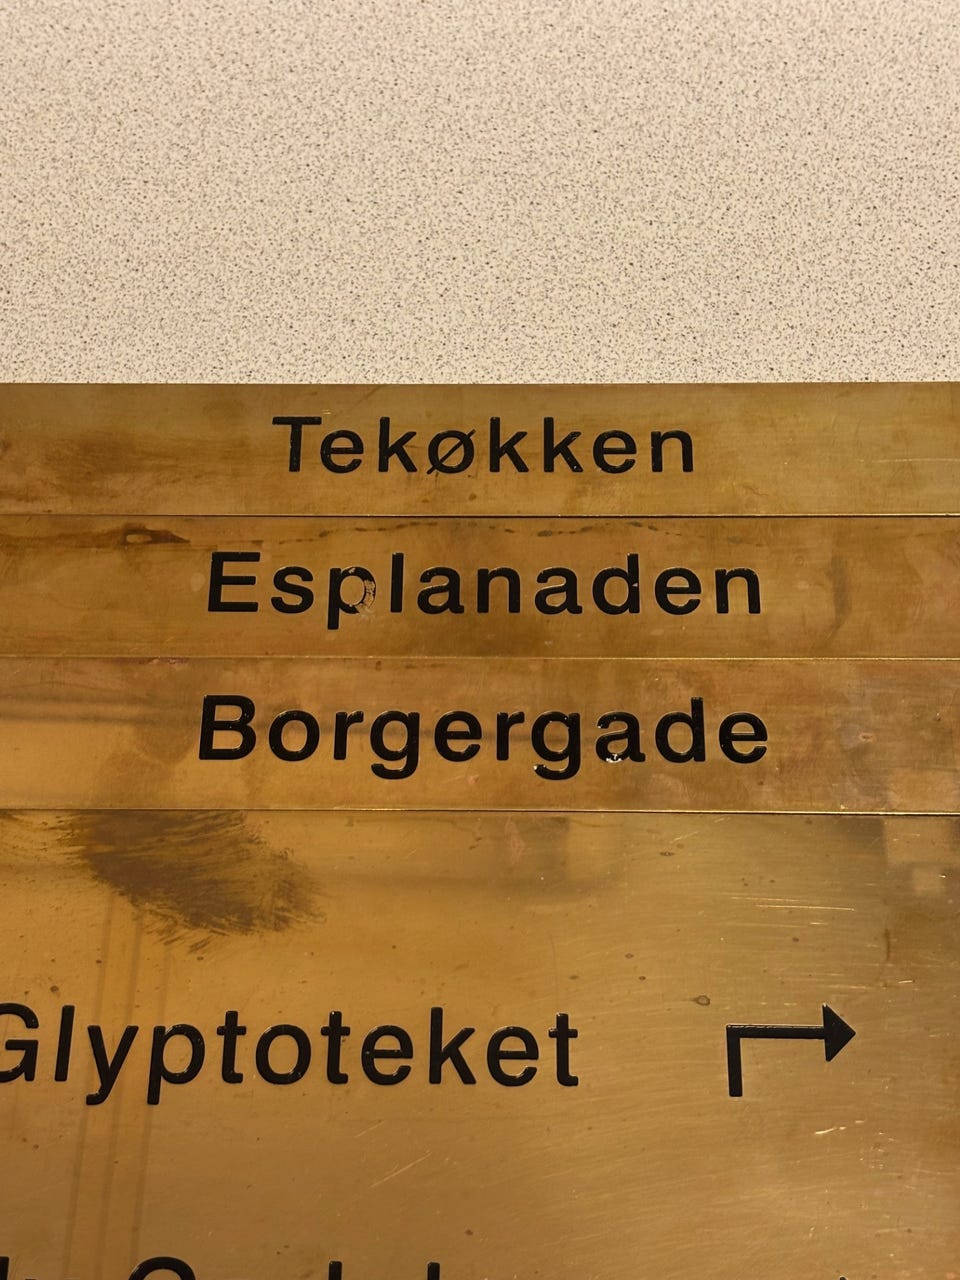 Tekøkken
Esplanaden
Borgergade
Glyptoteket